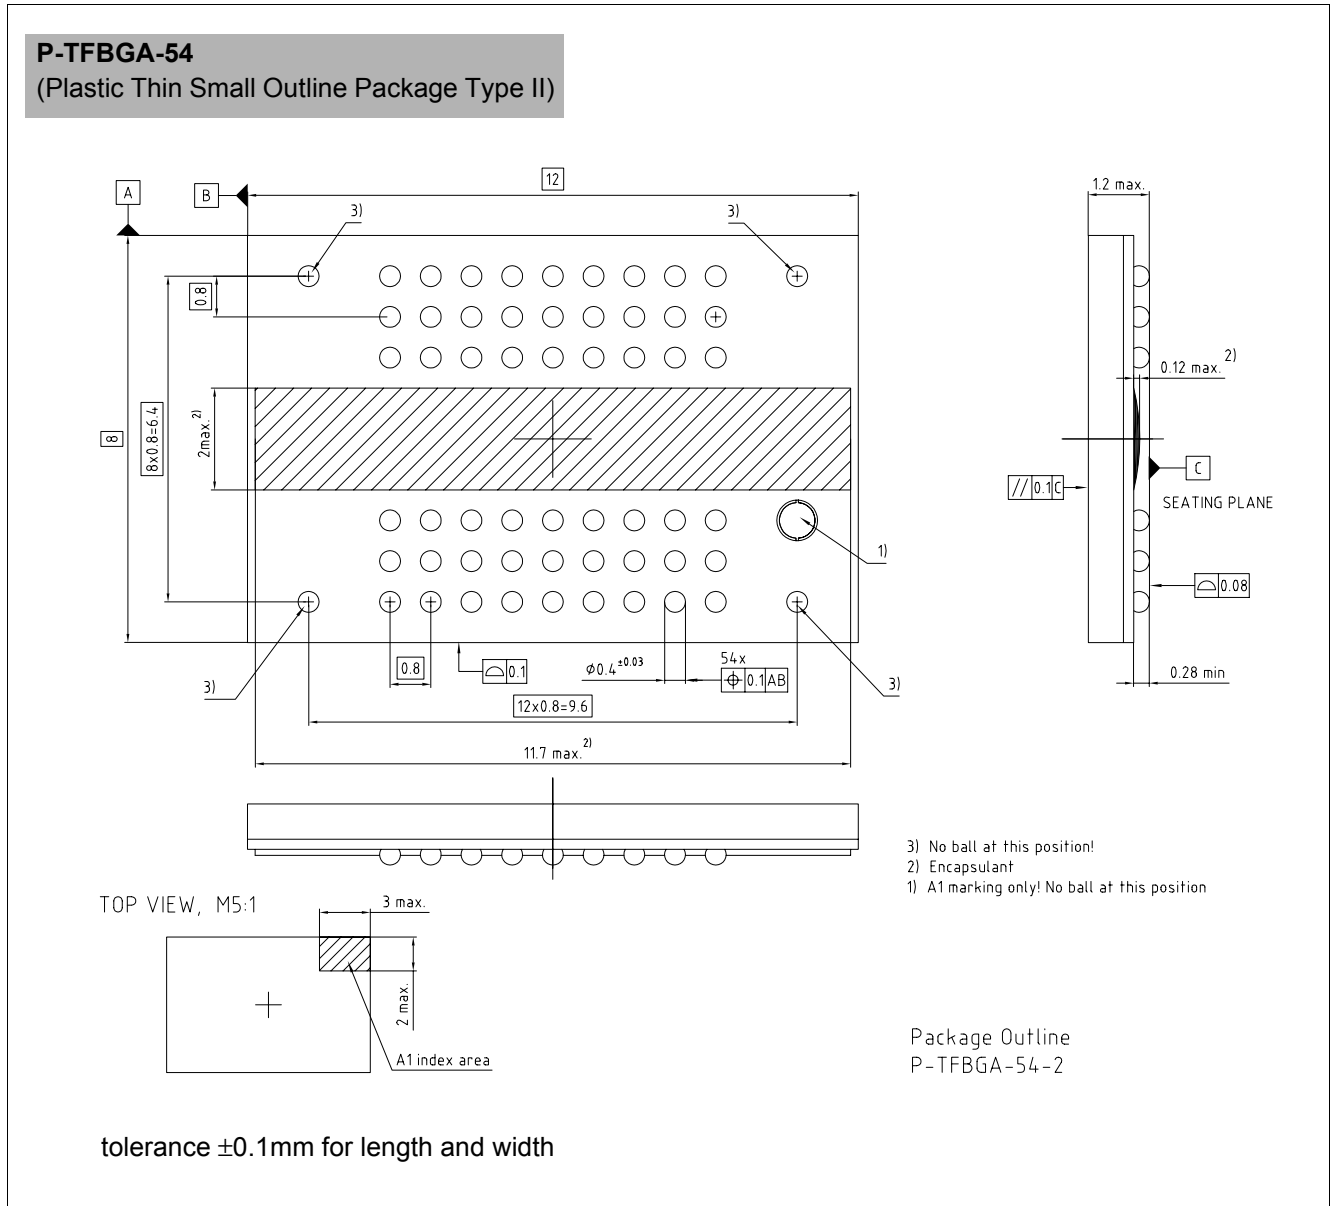 P-TFBGA-54
(Plastic Thin Small Outline Package Type II)
A
B
12
1.2 max.
3)
3)
0.8
8
8x0.8=6.4
2max.2)
0.12 max. 2)
C
// 0.1 C
SEATING PLANE
1)
⌓ 0.08
0.28 min
3)
0.8
⌓ 0.1
⌀0.4 ±0.03
54x
⌖ 0.1 AB
3)
12x0.8=9.6
11.7 max. 2)
3) No ball at this position!
2) Encapsulant
1) A1 marking only! No ball at this position
TOP VIEW, M5:1
3 max.
2 max.
A1 index area
Package Outline
P-TFBGA-54-2
tolerance ±0.1mm for length and width